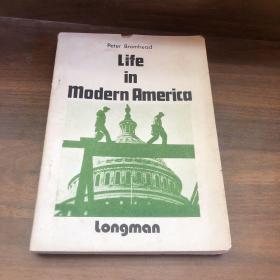 Peter Bromhead
Life
in
Modern America
Longman